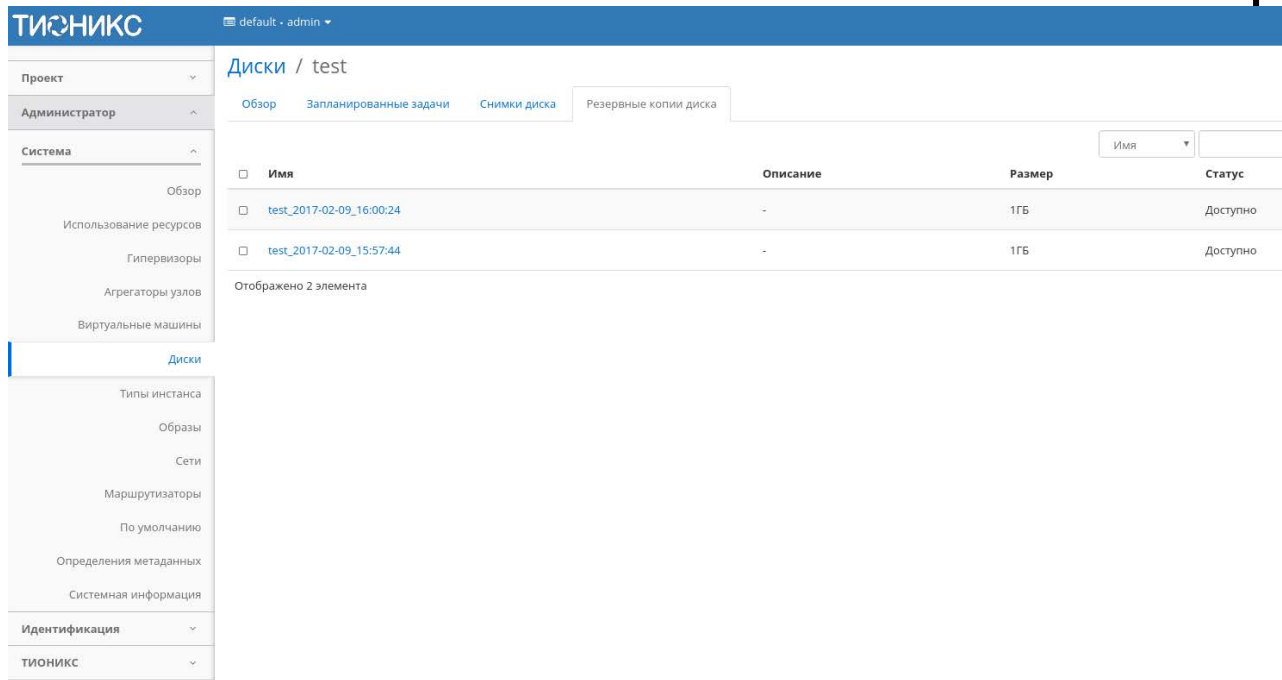 ТИОНИКС
default • admin
Проект
Администратор
Система
Обзор
Использование ресурсов
Гипервизоры
Агрегаторы узлов
Виртуальные машины
Диски
Типы инстанса
Образы
Сети
Маршрутизаторы
По умолчанию
Определения метаданных
Системная информация
Идентификация
ТИОНИКС
Диски / test
Обзор Запланированные задачи Снимки диска Резервные копии диска
Имя
Имя Описание Размер Статус
test_2017-02-09_16:00:24 - 1ГБ Доступно
test_2017-02-09_15:57:44 - 1ГБ Доступно
Отображено 2 элемента